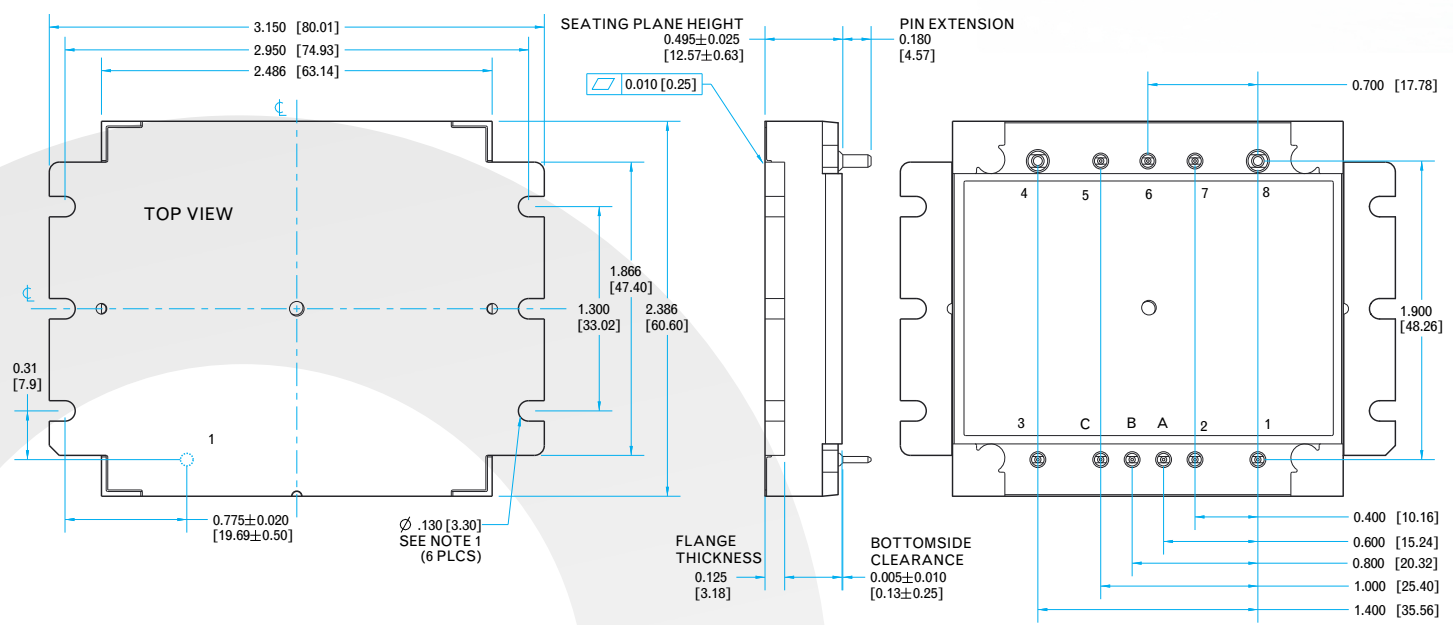 3.150 [80.01]
2.950 [74.93]
2.486 [63.14]
℄
℄
TOP VIEW
1.866
[47.40]
1.300
[33.02]
2.386
[60.60]
0.31
[7.9]
1
0.775±0.020
[19.69±0.50]
Ø .130 [3.30]
SEE NOTE 1
(6 PLCS)
SEATING PLANE HEIGHT
0.495±0.025
[12.57±0.63]
PIN EXTENSION
0.180
[4.57]
⏥ 0.010 [0.25]
FLANGE
THICKNESS
0.125
[3.18]
BOTTOMSIDE
CLEARANCE
0.005±0.010
[0.13±0.25]
0.700 [17.78]
4 5 6 7 8
1.900
[48.26]
3 C B A 2 1
0.400 [10.16]
0.600 [15.24]
0.800 [20.32]
1.000 [25.40]
1.400 [35.56]